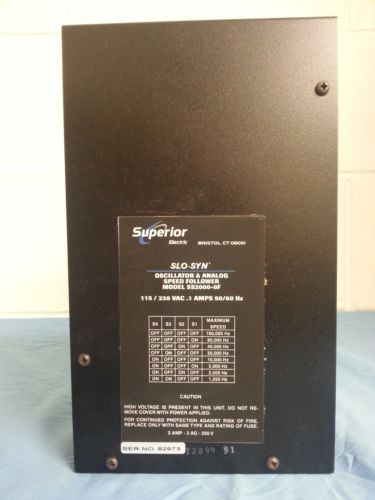 Superior
Electric BRISTOL, CT 06010
SLO-SYN®
OSCILLATOR & ANALOG
SPEED FOLLOWER
MODEL SS2000-OF
115 / 230 VAC .1 AMPS 50/60 Hz
S4 S3 S2 S1 MAXIMUM SPEED
OFF OFF OFF OFF 100,000 Hz
OFF OFF OFF ON 80,000 Hz
OFF OFF ON OFF 40,000 Hz
OFF ON OFF OFF 20,000 Hz
ON OFF OFF OFF 10,000 Hz
ON OFF OFF ON 5,000 Hz
ON OFF ON OFF 2,500 Hz
ON ON OFF OFF 1,250 Hz
CAUTION
HIGH VOLTAGE IS PRESENT IN THIS UNIT. DO NOT RE-
MOVE COVER WITH POWER APPLIED.
FOR CONTINUED PROTECTION AGAINST RISK OF FIRE,
REPLACE ONLY WITH SAME TYPE AND RATING OF FUSE.
2 AMP - 3 AG - 250 V
SER.NO. 92973